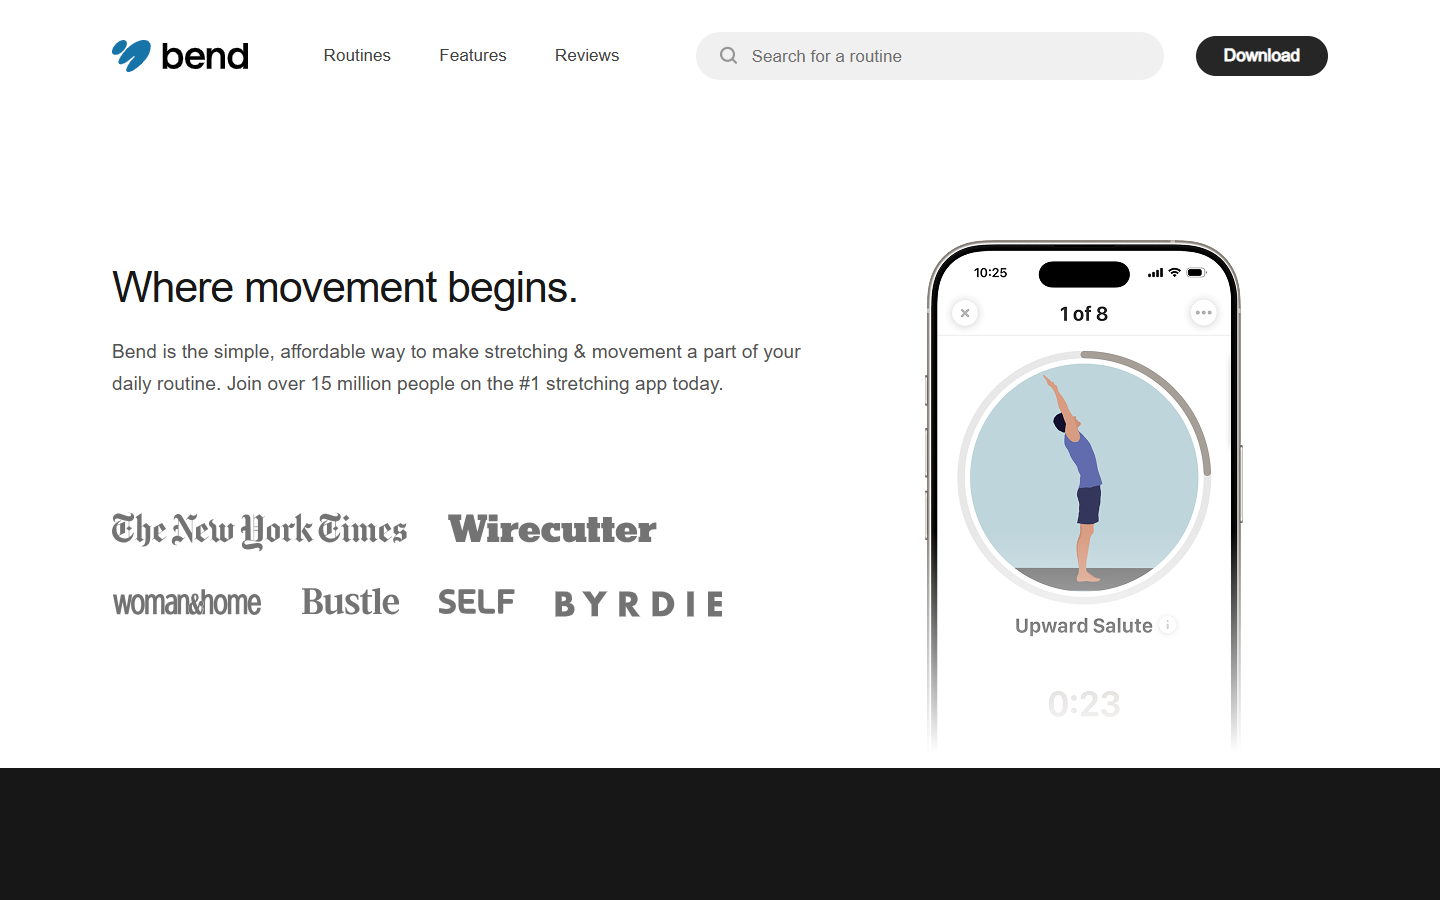 bend
Routines
Features
Reviews
Search for a routine
Download
Where movement begins.
Bend is the simple, affordable way to make stretching & movement a part of your
daily routine. Join over 15 million people on the #1 stretching app today.
The New York Times
Wirecutter
woman&home
Bustle
SELF
BYRDIE
10:25
1 of 8
Upward Salute
0:23